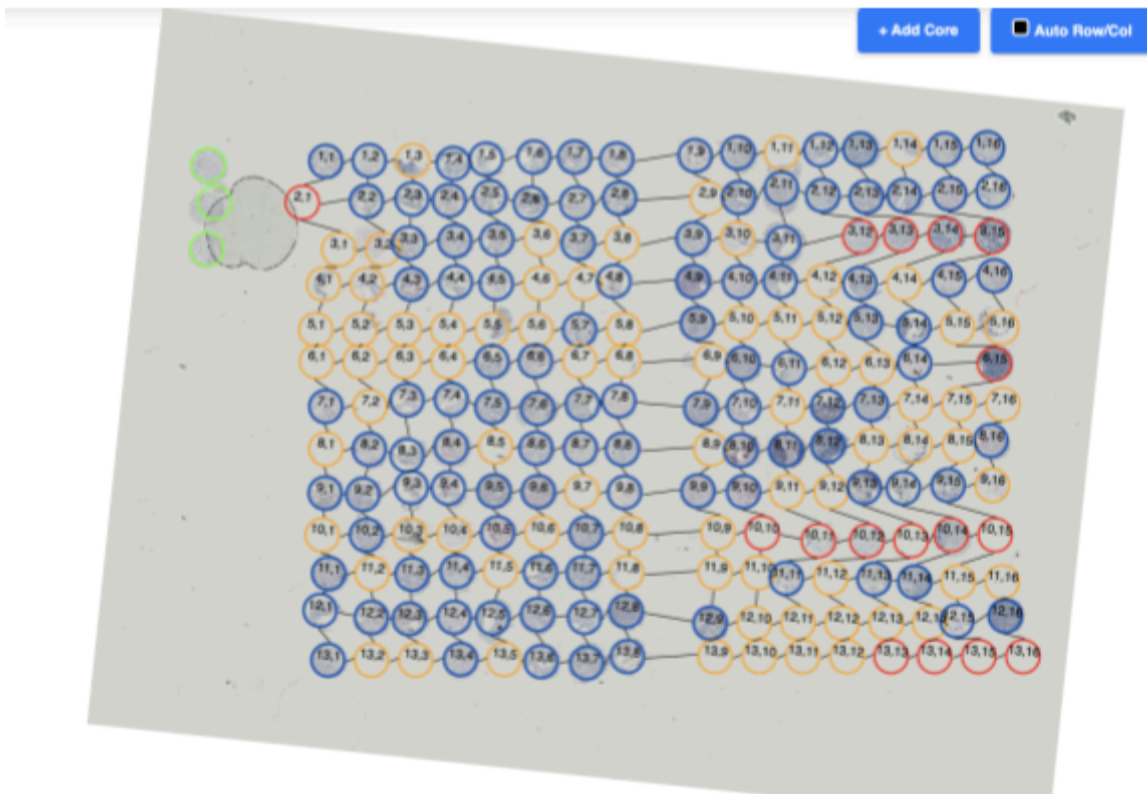 + Add Core
Auto Row/Col
1,1 1,2 1,3 1,4 1,5 1,6 1,7 1,8 1,9 1,10 1,11 1,12 1,13 1,14 1,15 1,16
2,1 2,2 2,3 2,4 2,5 2,6 2,7 2,8 2,9 2,10 2,11 2,12 2,13 2,14 2,15 2,16
3,1 3,2 3,3 3,4 3,5 3,6 3,7 3,8 3,9 3,10 3,11 3,12 3,13 3,14 3,15
4,1 4,2 4,3 4,4 4,5 4,6 4,7 4,8 4,9 4,10 4,11 4,12 4,13 4,14 4,15 4,16
5,1 5,2 5,3 5,4 5,5 5,6 5,7 5,8 5,9 5,10 5,11 5,12 5,13 5,14 5,15 5,16
6,1 6,2 6,3 6,4 6,5 6,6 6,7 6,8 6,9 6,10 6,11 6,12 6,13 6,14 6,15
7,1 7,2 7,3 7,4 7,5 7,6 7,7 7,8 7,9 7,10 7,11 7,12 7,13 7,14 7,15 7,16
8,1 8,2 8,3 8,4 8,5 8,6 8,7 8,8 8,9 8,10 8,11 8,12 8,13 8,14 8,15 8,16
9,1 9,2 9,3 9,4 9,5 9,6 9,7 9,8 9,9 9,10 9,11 9,12 9,13 9,14 9,15 9,16
10,1 10,2 10,3 10,4 10,5 10,6 10,7 10,8 10,9 10,10 10,11 10,12 10,13 10,14 10,15
11,1 11,2 11,3 11,4 11,5 11,6 11,7 11,8 11,9 11,10 11,11 11,12 11,13 11,14 11,15 11,16
12,1 12,2 12,3 12,4 12,5 12,6 12,7 12,8 12,9 12,10 12,11 12,12 12,13 12,14 12,15 12,16
13,1 13,2 13,3 13,4 13,5 13,6 13,7 13,8 13,9 13,10 13,11 13,12 13,13 13,14 13,15 13,16